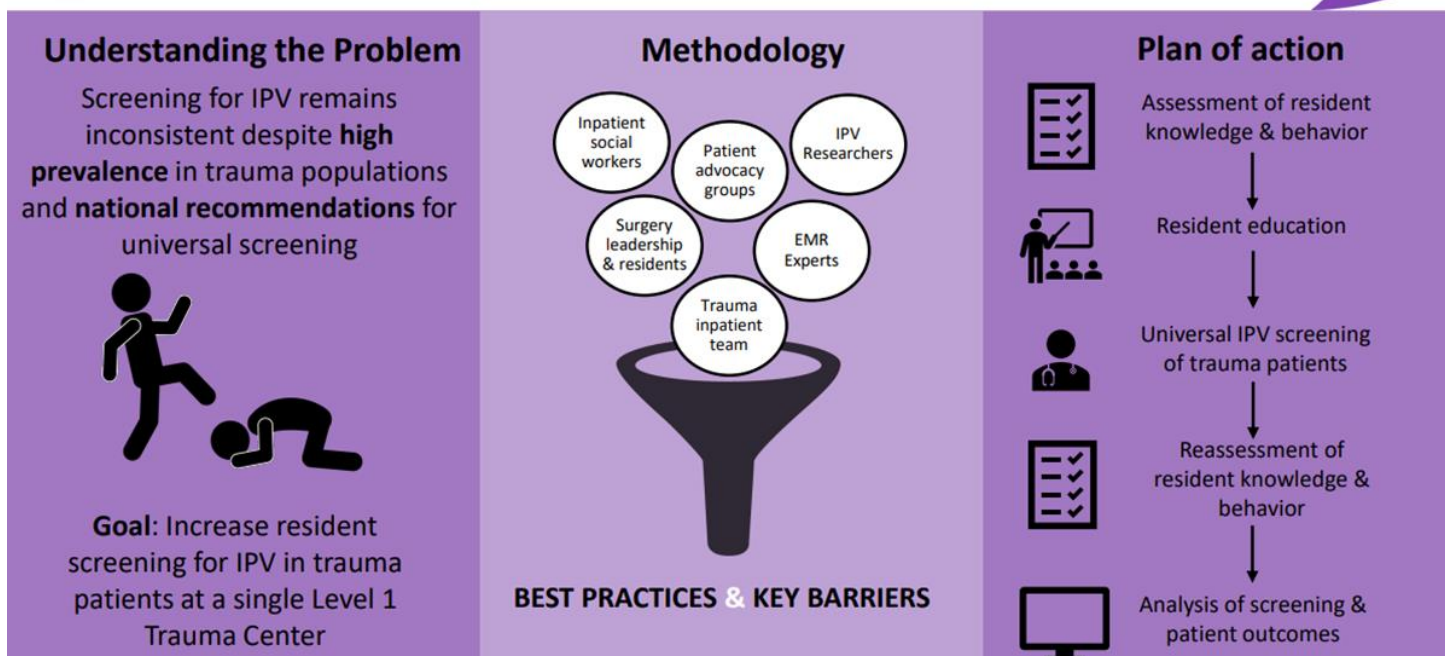 Understanding the Problem
Screening for IPV remains
inconsistent despite high
prevalence in trauma populations
and national recommendations for
universal screening
Goal: Increase resident
screening for IPV in trauma
patients at a single Level 1
Trauma Center
Methodology
Inpatient
social
workers
Patient
advocacy
groups
IPV
Researchers
Surgery
leadership
& residents
EMR
Experts
Trauma
inpatient
team
BEST PRACTICES & KEY BARRIERS
Plan of action
Assessment of resident
knowledge & behavior
Resident education
Universal IPV screening
of trauma patients
Reassessment of
resident knowledge &
behavior
Analysis of screening &
patient outcomes